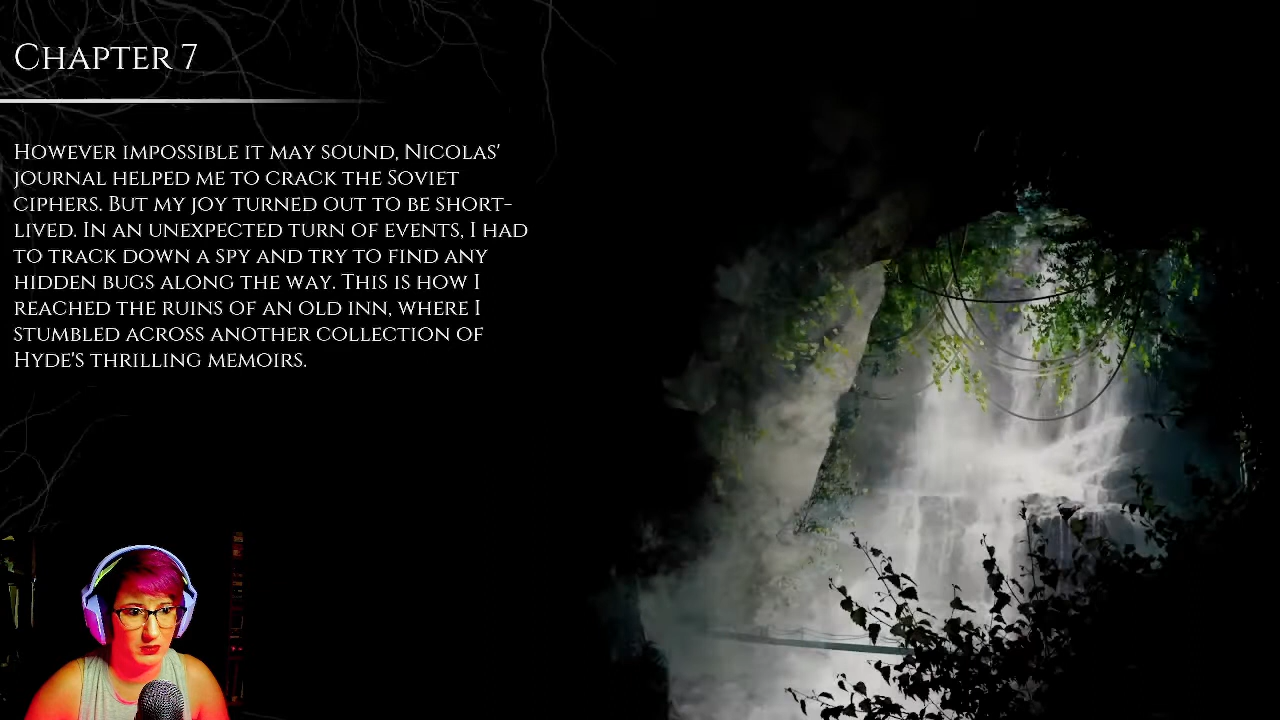 Chapter 7
However impossible it may sound, Nicolas'
journal helped me to crack the Soviet
ciphers. But my joy turned out to be short-
lived. In an unexpected turn of events, I had
to track down a spy and try to find any
hidden bugs along the way. This is how I
reached the ruins of an old inn, where I
stumbled across another collection of
Hyde's thrilling memoirs.